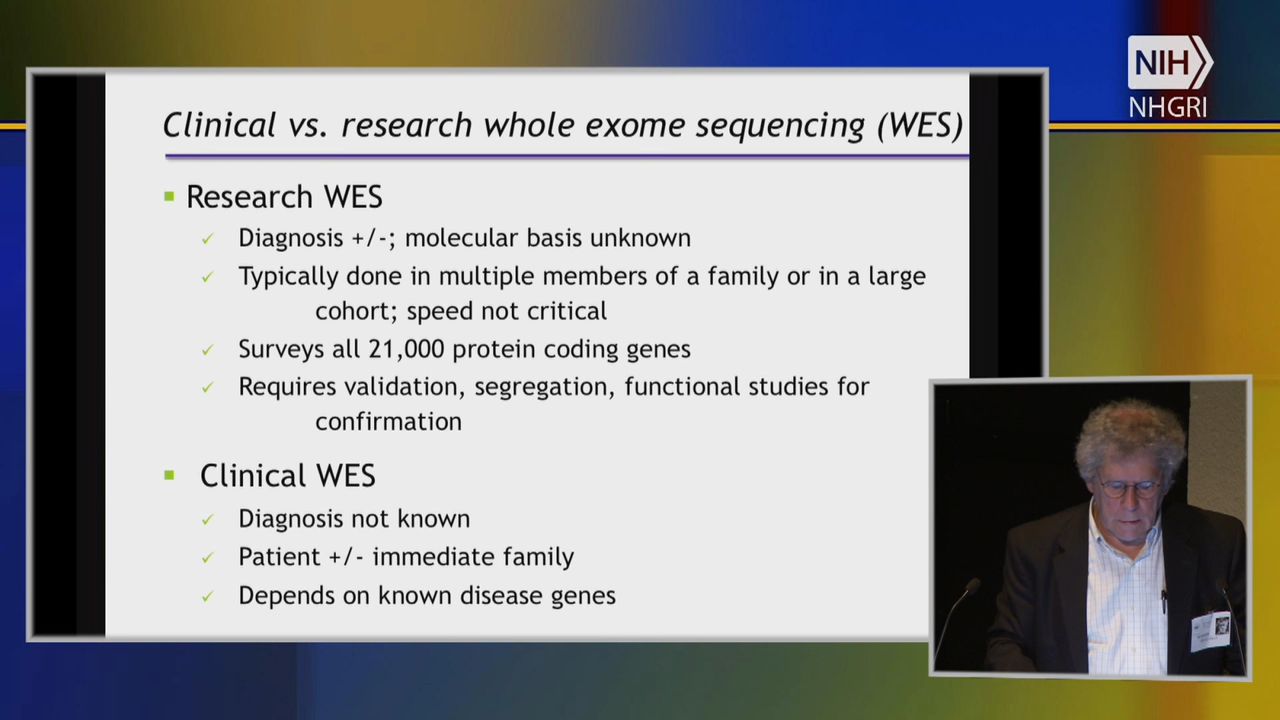 NIH
NHGRI
Clinical vs. research whole exome sequencing (WES)
Research WES
Diagnosis +/-; molecular basis unknown
Typically done in multiple members of a family or in a large
cohort; speed not critical
Surveys all 21,000 protein coding genes
Requires validation, segregation, functional studies for
confirmation
Clinical WES
Diagnosis not known
Patient +/- immediate family
Depends on known disease genes